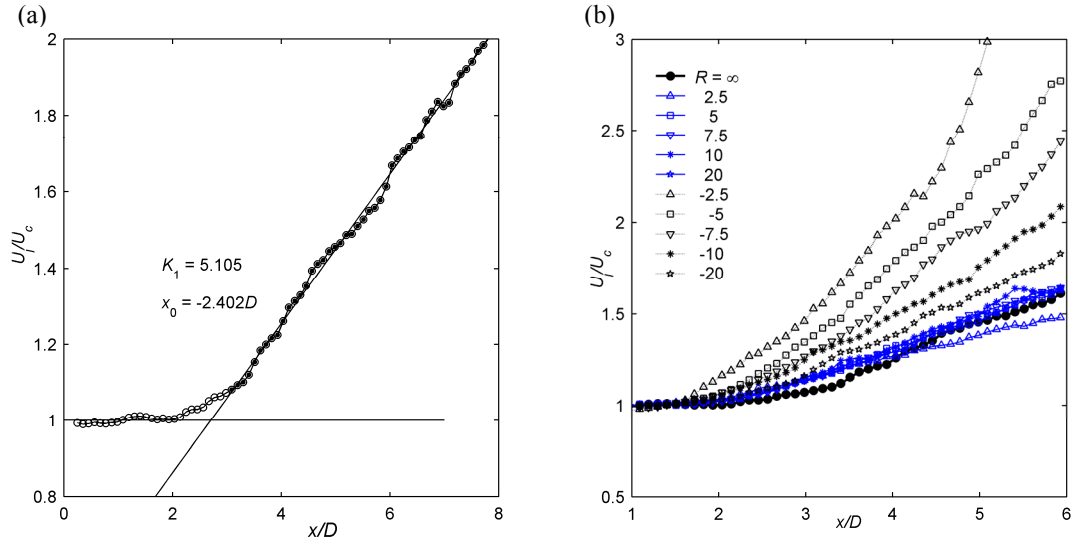 (a)
2
1.8
1.6
1.4
1.2
1
0.8
U_j/U_c
K_1 = 5.105
x_0 = -2.402D
0 2 4 6 8
x/D
(b)
3
2.5
2
1.5
1
0.5
U_j/U_c
R = ∞
2.5
5
7.5
10
20
-2.5
-5
-7.5
-10
-20
1 2 3 4 5 6
x/D